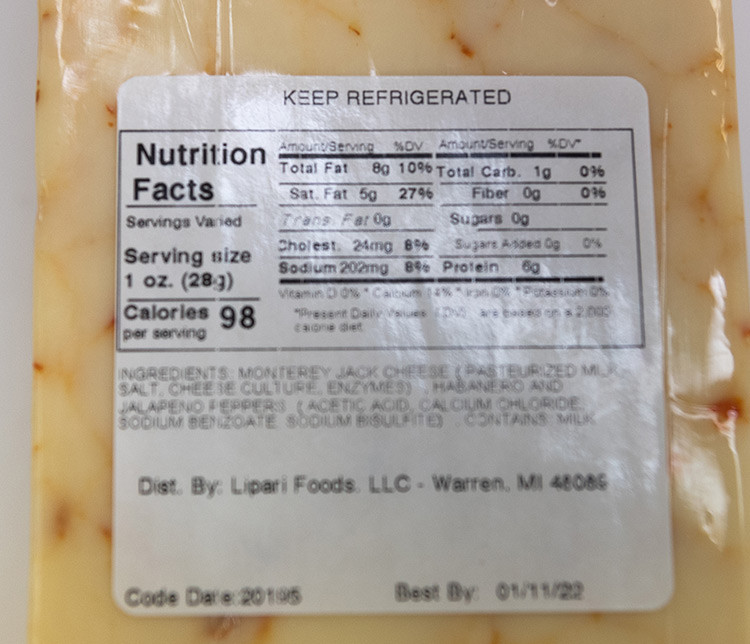 KEEP REFRIGERATED
Nutrition
Facts
Servings Varied
Serving size
1 oz. (28g)
Calories 98
per serving
Amount/Serving %DV Amount/Serving %DV*
Total Fat 8g 10% Total Carb. 1g 0%
Sat. Fat 5g 27% Fiber 0g 0%
Trans Fat 0g Sugars 0g
Cholest. 24mg 8% Sugars Added 0g 0%
Sodium 202mg 8% Protein 6g
Vitamin D 0% * Calcium 14% * Iron 0% * Potassium 0%
*Present Daily Values (DV) are based on a 2,000
calorie diet.
INGREDIENTS: MONTEREY JACK CHEESE ( PASTEURIZED MILK,
SALT, CHEESE CULTURE, ENZYMES) , HABANERO AND
JALAPENO PEPPERS ( ACETIC ACID, CALCIUM CHLORIDE,
SODIUM BENZOATE, SODIUM BISULFITE) CONTAINS: MILK
Dist. By: Lipari Foods, LLC - Warren, MI 48089
Code Date: Best By: 01/11/22